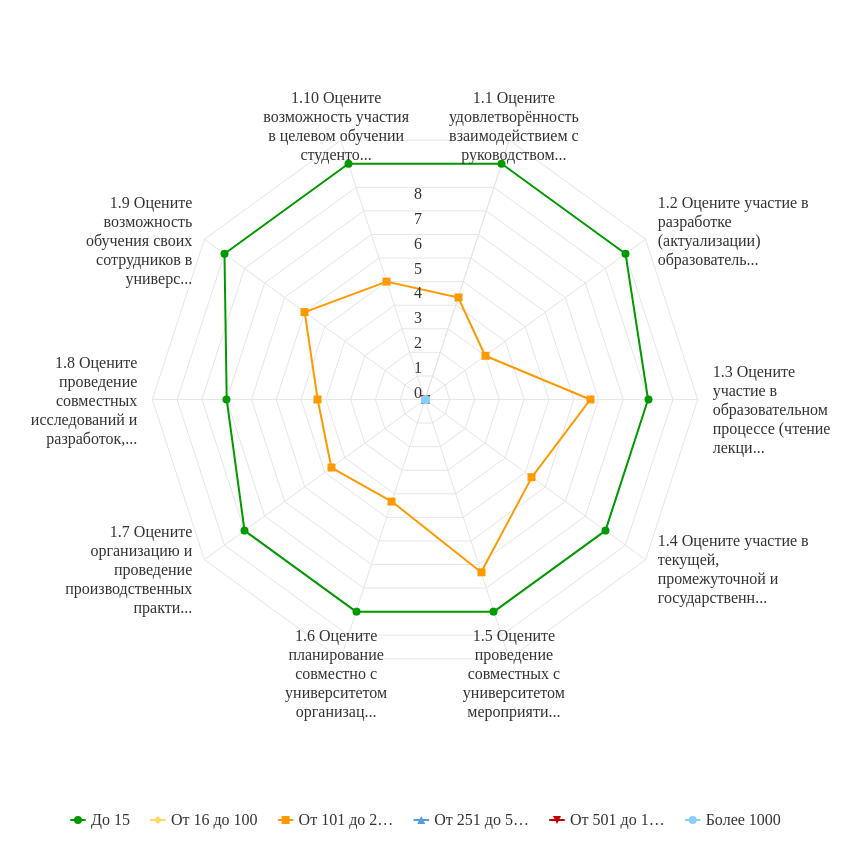 1.10 Оцените
возможность участия
в целевом обучении
студенто...
1.1 Оцените
удовлетворённость
взаимодействием с
руководством...
1.9 Оцените
возможность
обучения своих
сотрудников в
универс...
1.2 Оцените участие в
разработке
(актуализации)
образователь...
8
7
6
5
4
3
2
1
0
1.8 Оцените
проведение
совместных
исследований и
разработок,...
1.3 Оцените
участие в
образовательном
процессе (чтение
лекци...
1.7 Оцените
организацию и
проведение
производственных
практи...
1.4 Оцените участие в
текущей,
промежуточной и
государственн...
1.6 Оцените
планирование
совместно с
университетом
организац...
1.5 Оцените
проведение
совместных с
университетом
мероприяти...
До 15
От 16 до 100
От 101 до 2…
От 251 до 5…
От 501 до 1…
Более 1000